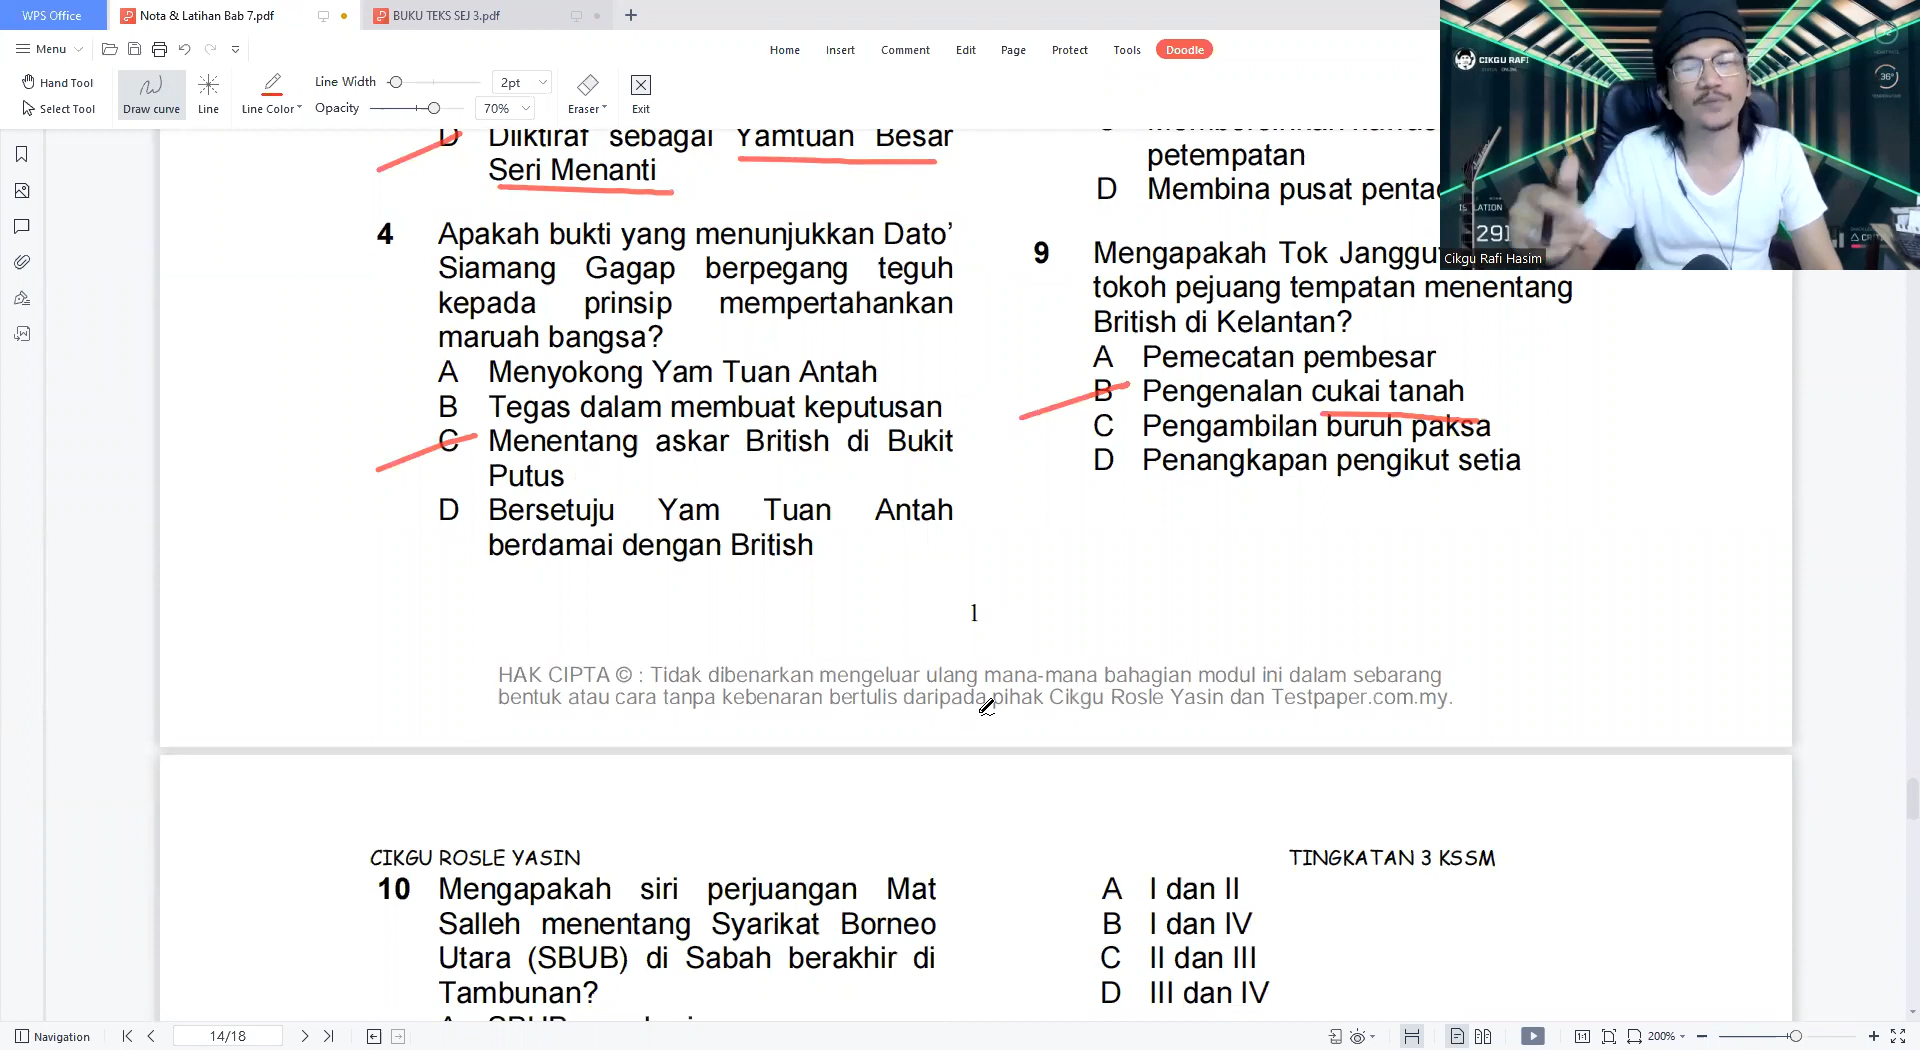 WPS Office
Nota & Latihan Bab 7.pdf
BUKU TEKS SEJ 3.pdf
Menu
Home
Insert
Comment
Edit
Page
Protect
Tools
Doodle
Hand Tool
Select Tool
Draw curve
Line
Line Color
Line Width
2pt
Opacity
70%
Eraser
Exit
CIKGU RAFI
36°
291
Cikgu Rafi Hasim
D Diiktiraf sebagai Yamtuan Besar
Seri Menanti
4 Apakah bukti yang menunjukkan Dato'
Siamang Gagap berpegang teguh
kepada prinsip mempertahankan
maruah bangsa?
A Menyokong Yam Tuan Antah
B Tegas dalam membuat keputusan
C Menentang askar British di Bukit
Putus
D Bersetuju Yam Tuan Antah
berdamai dengan British
petempatan
D Membina pusat
9 Mengapakah Tok
tokoh pejuang tempatan menentang
British di Kelantan?
A Pemecatan pembesar
B Pengenalan cukai tanah
C Pengambilan buruh paksa
D Penangkapan pengikut setia
1
HAK CIPTA © : Tidak dibenarkan mengeluar ulang mana-mana bahagian modul ini dalam sebarang
bentuk atau cara tanpa kebenaran bertulis daripada pihak Cikgu Rosle Yasin dan Testpaper.com.my.
CIKGU ROSLE YASIN
TINGKATAN 3 KSSM
10 Mengapakah siri perjuangan Mat
Salleh menentang Syarikat Borneo
Utara (SBUB) di Sabah berakhir di
Tambunan?
A I dan II
B I dan IV
C II dan III
D III dan IV
Navigation
14/18
200%